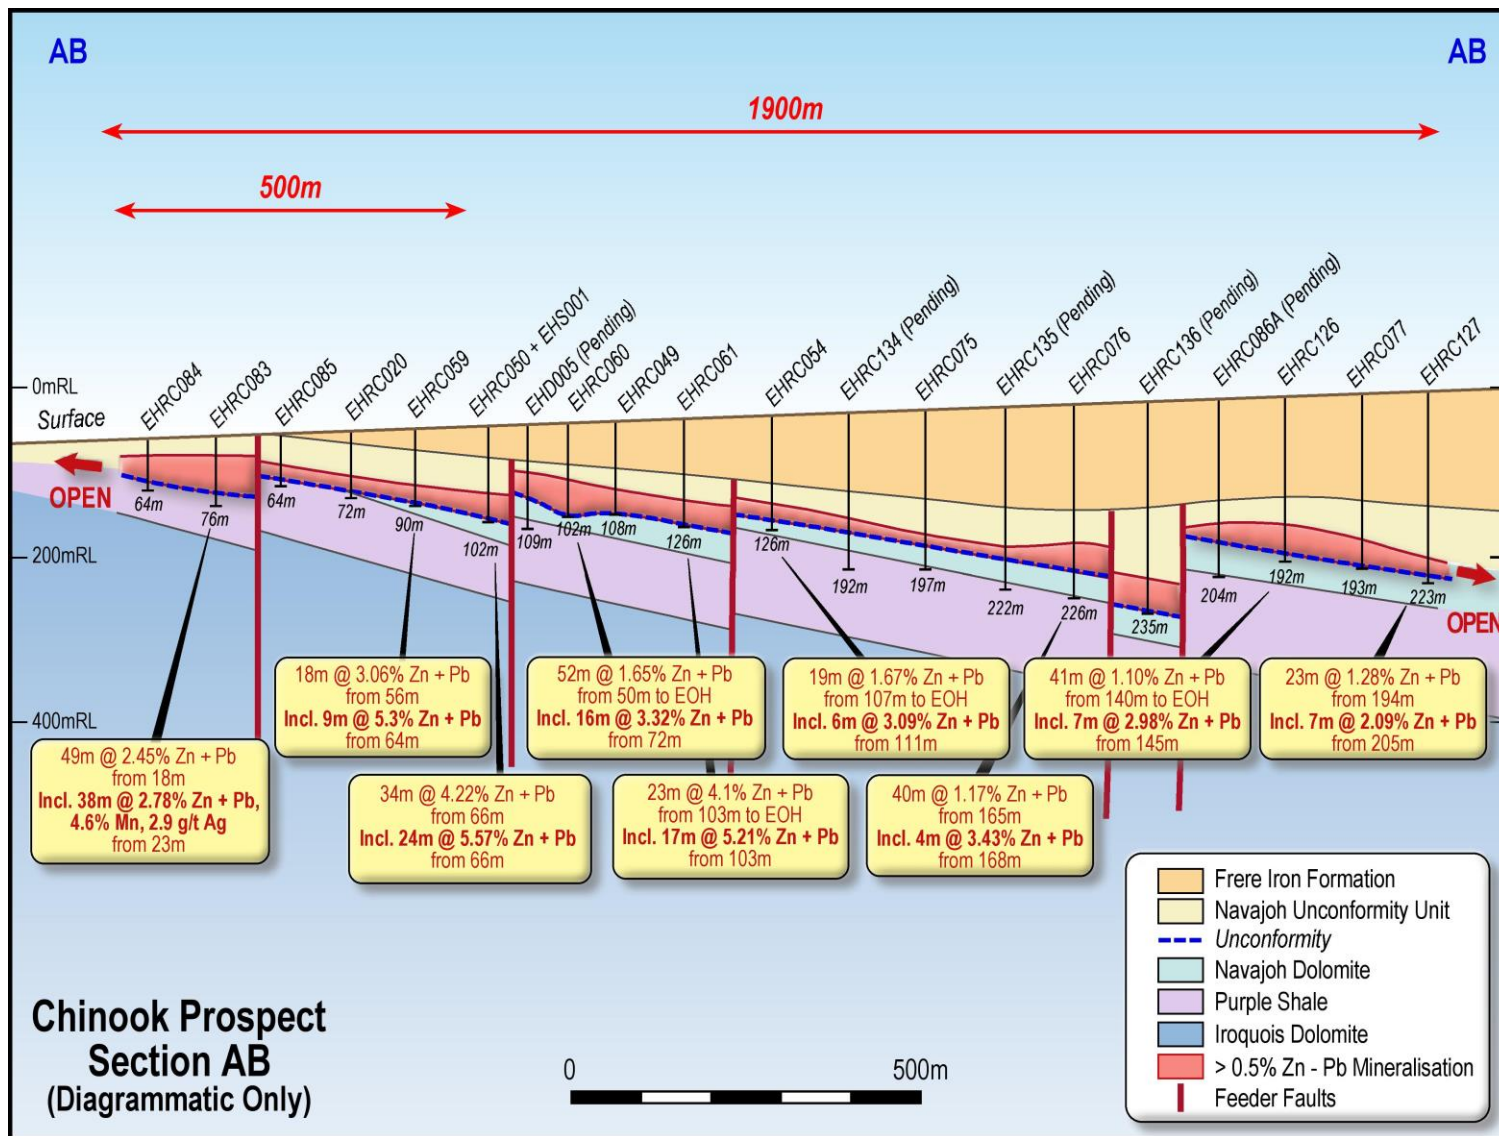 AB
AB
1900m
500m
EHRC084
EHRC083
EHRC085
EHRC020
EHRC059
EHRC050 + EHS001
EHD005 (Pending)
EHRC060
EHRC049
EHRC061
EHRC054
EHRC134 (Pending)
EHRC075
EHRC135 (Pending)
EHRC076
EHRC136 (Pending)
EHRC086A (Pending)
EHRC126
EHRC077
EHRC127
0mRL
Surface
OPEN
200mRL
400mRL
64m
76m
64m
72m
90m
102m
109m
102m
108m
126m
126m
192m
197m
222m
226m
235m
204m
192m
193m
223m
OPEN
49m @ 2.45% Zn + Pb
from 18m
Incl. 38m @ 2.78% Zn + Pb,
4.6% Mn, 2.9 g/t Ag
from 23m
18m @ 3.06% Zn + Pb
from 56m
Incl. 9m @ 5.3% Zn + Pb
from 64m
34m @ 4.22% Zn + Pb
from 66m
Incl. 24m @ 5.57% Zn + Pb
from 66m
52m @ 1.65% Zn + Pb
from 50m to EOH
Incl. 16m @ 3.32% Zn + Pb
from 72m
23m @ 4.1% Zn + Pb
from 103m to EOH
Incl. 17m @ 5.21% Zn + Pb
from 103m
19m @ 1.67% Zn + Pb
from 107m to EOH
Incl. 6m @ 3.09% Zn + Pb
from 111m
40m @ 1.17% Zn + Pb
from 165m
Incl. 4m @ 3.43% Zn + Pb
from 168m
41m @ 1.10% Zn + Pb
from 140m to EOH
Incl. 7m @ 2.98% Zn + Pb
from 145m
23m @ 1.28% Zn + Pb
from 194m
Incl. 7m @ 2.09% Zn + Pb
from 205m
Chinook Prospect
Section AB
(Diagrammatic Only)
0
500m
Frere Iron Formation
Navajoh Unconformity Unit
Unconformity
Navajoh Dolomite
Purple Shale
Iroquois Dolomite
> 0.5% Zn - Pb Mineralisation
Feeder Faults